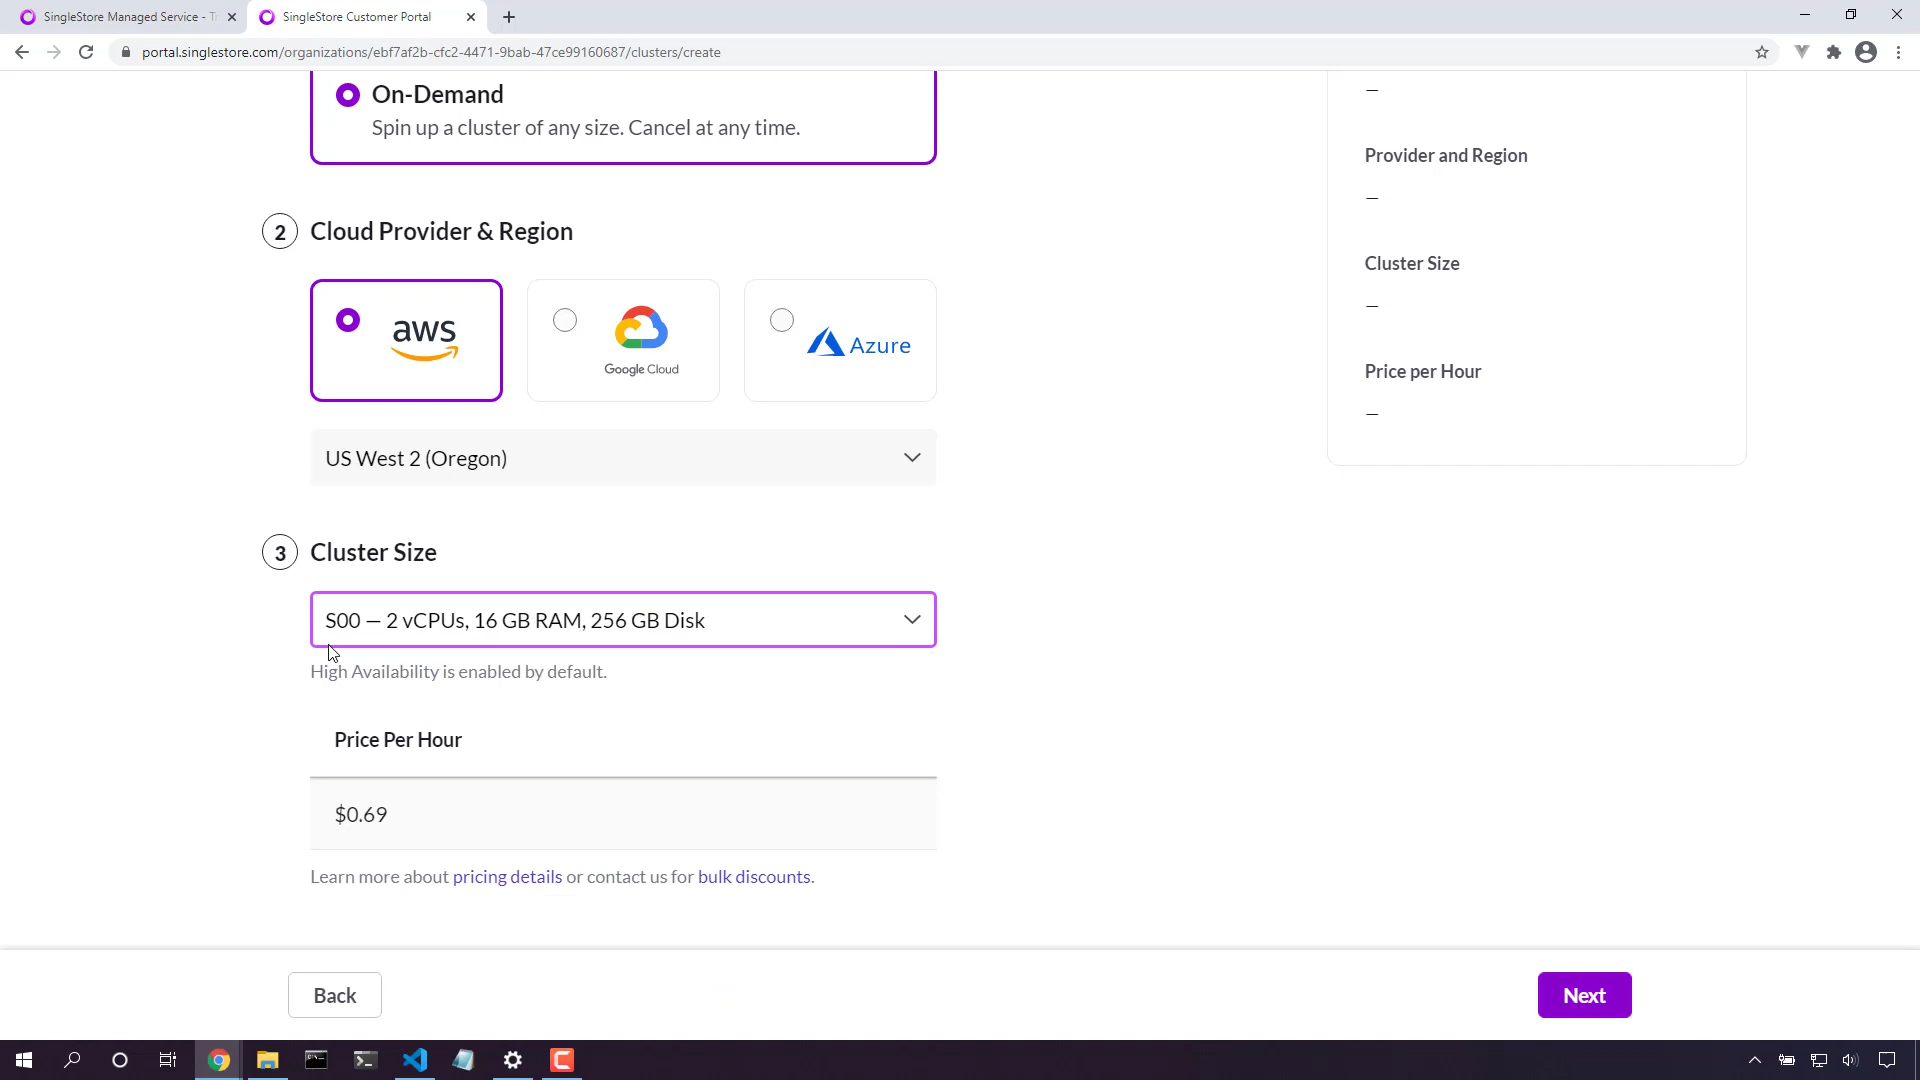 SingleStore Managed Service - Tr
SingleStore Customer Portal
portal.singlestore.com/organizations/ebf7af2b-cfc2-4471-9bab-47ce99160687/clusters/create
On-Demand
Spin up a cluster of any size. Cancel at any time.
2 Cloud Provider & Region
aws
Google Cloud
Azure
US West 2 (Oregon)
3 Cluster Size
S00 — 2 vCPUs, 16 GB RAM, 256 GB Disk
High Availability is enabled by default.
Price Per Hour
$0.69
Learn more about pricing details or contact us for bulk discounts.
—
Provider and Region
—
Cluster Size
—
Price per Hour
—
Back
Next